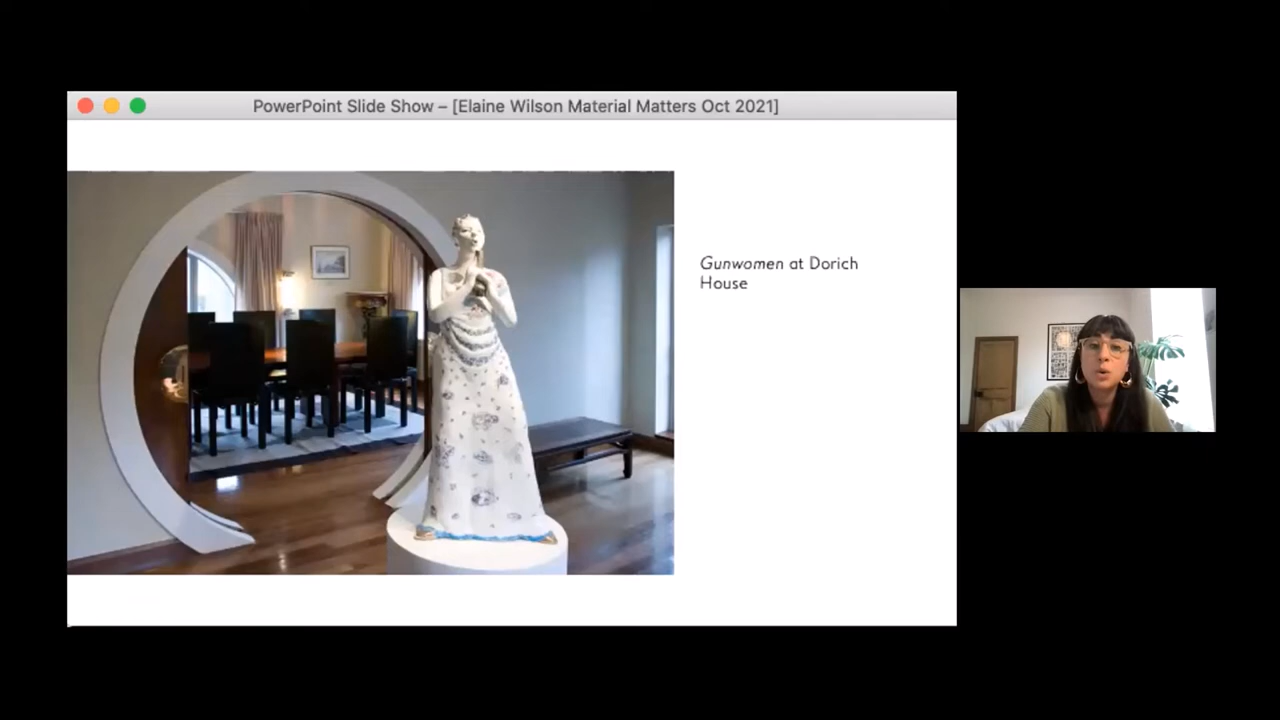 PowerPoint Slide Show – [Elaine Wilson Material Matters Oct 2021]
Gunwomen at Dorich
House